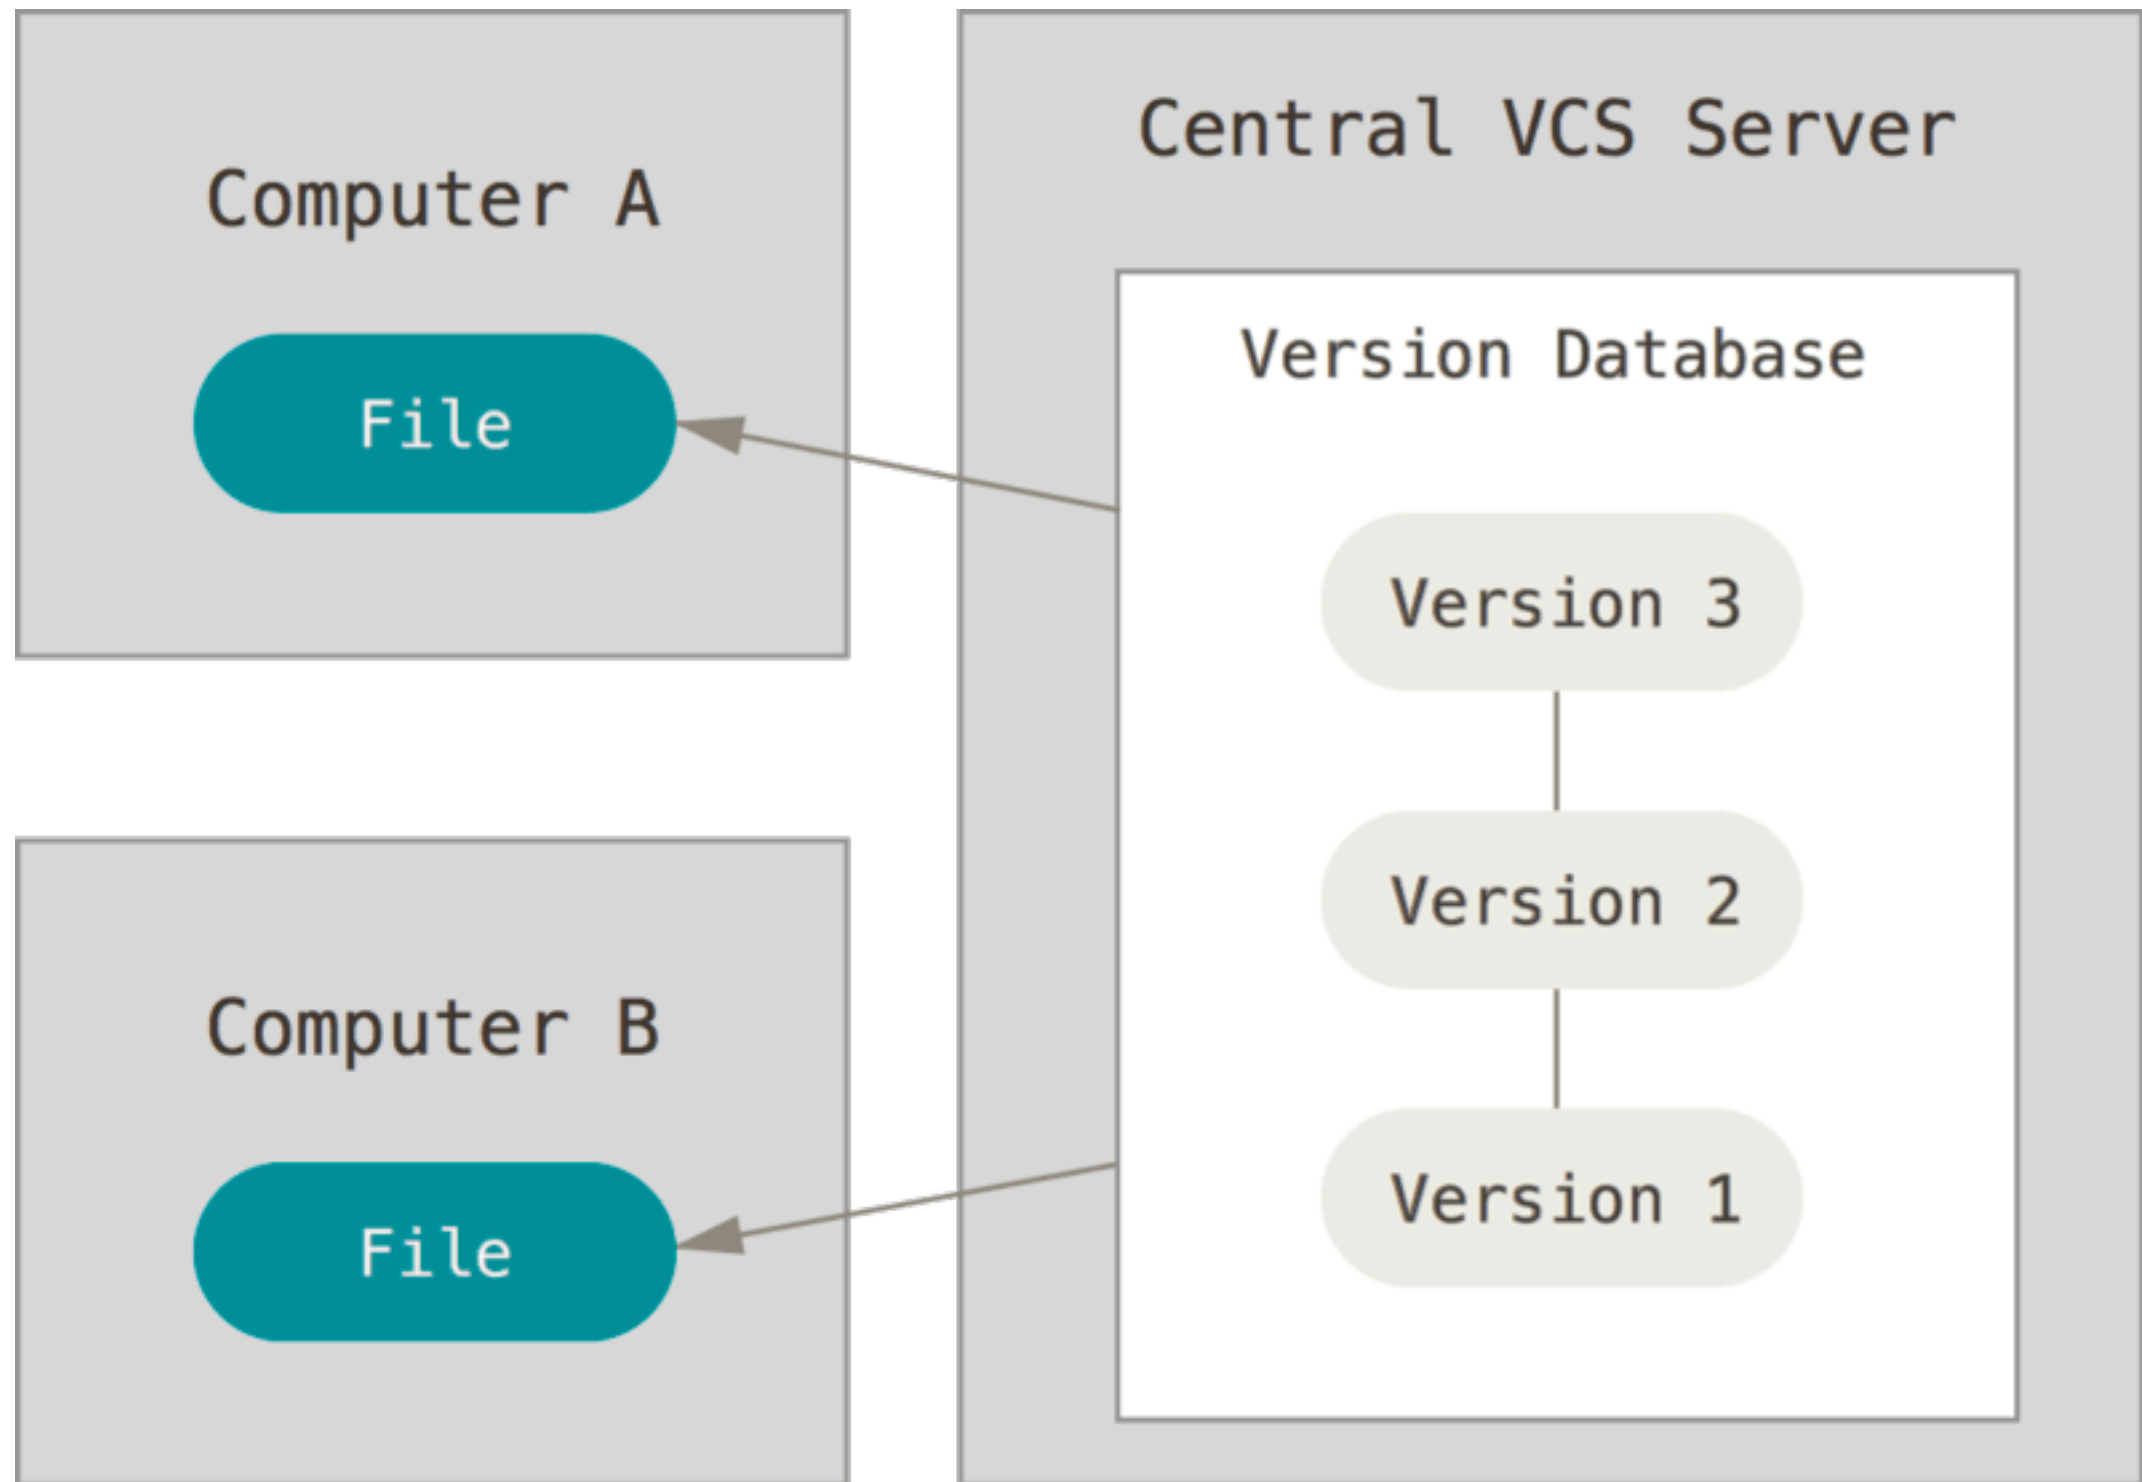 Computer A
File
Computer B
File
Central VCS Server
Version Database
Version 3
Version 2
Version 1